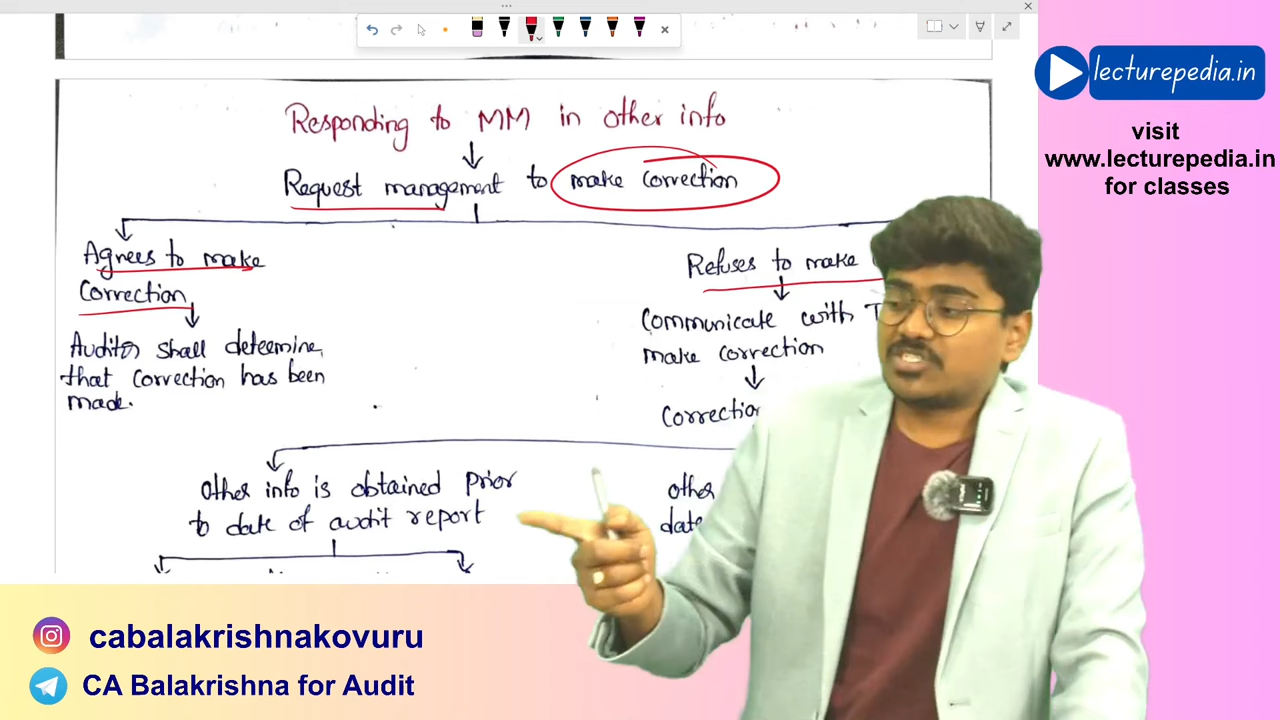 lecturepedia.in
visit
www.lecturepedia.in
for classes
Responding to MM in other info
Request management to make correction
Agrees to make
Correction
Auditor shall determine,
that correction has been
made.
Refuses to make
Communicate with
make correction
Other info is obtained prior
to date of audit report
other
cabalakrishnakovuru
CA Balakrishna for Audit